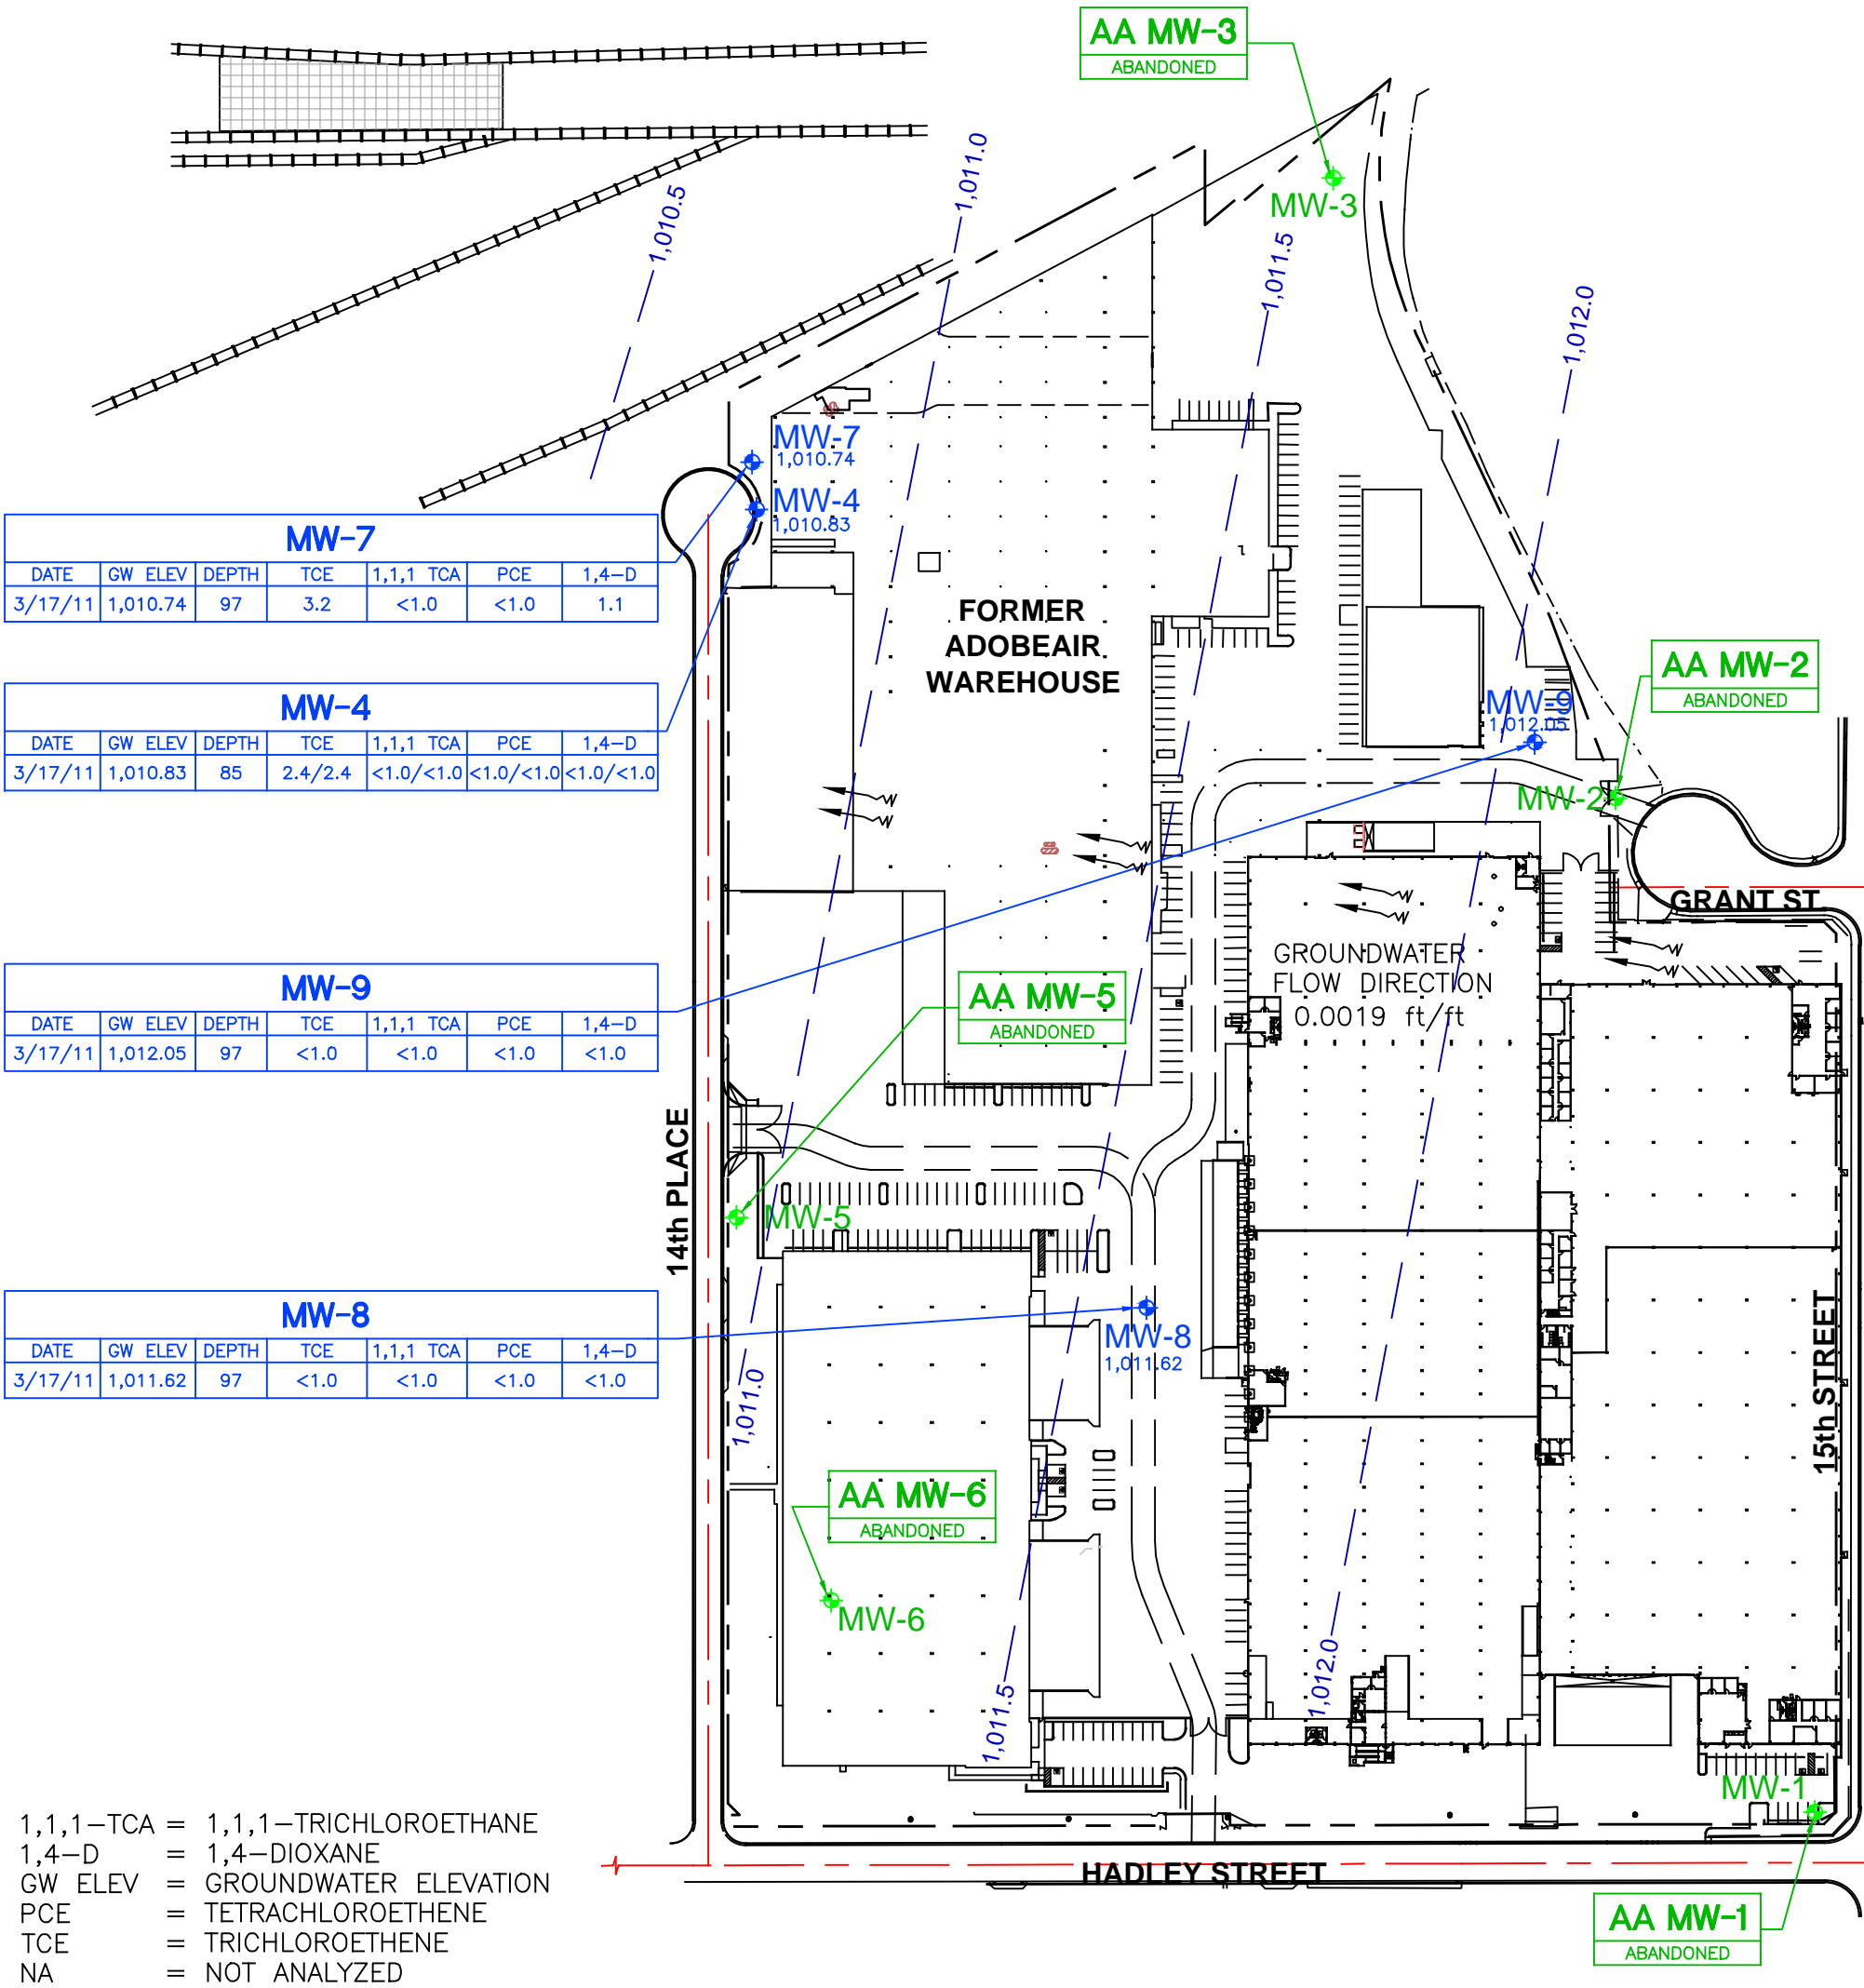 AA MW-3
ABANDONED
MW-3
1,010.5
1,011.0
1,011.5
1,012.0
MW-7
1,010.74
MW-4
1,010.83
MW-7
DATE GW ELEV DEPTH TCE 1,1,1 TCA PCE 1,4-D
3/17/11 1,010.74 97 3.2 <1.0 <1.0 1.1
FORMER
ADOBEAIR
WAREHOUSE
MW-4
DATE GW ELEV DEPTH TCE 1,1,1 TCA PCE 1,4-D
3/17/11 1,010.83 85 2.4/2.4 <1.0/<1.0 <1.0/<1.0 <1.0/<1.0
AA MW-2
ABANDONED
MW-9
1,012.05
MW-2
GRANT ST
GROUNDWATER
FLOW DIRECTION
0.0019 ft/ft
MW-9
DATE GW ELEV DEPTH TCE 1,1,1 TCA PCE 1,4-D
3/17/11 1,012.05 97 <1.0 <1.0 <1.0 <1.0
AA MW-5
ABANDONED
MW-5
14th PLACE
MW-8
DATE GW ELEV DEPTH TCE 1,1,1 TCA PCE 1,4-D
3/17/11 1,011.62 97 <1.0 <1.0 <1.0 <1.0
MW-8
1,011.62
15th STREET
1,011.0
AA MW-6
ABANDONED
MW-6
1,011.5
1,012.0
MW-1
HADLEY STREET
AA MW-1
ABANDONED
1,1,1-TCA = 1,1,1-TRICHLOROETHANE
1,4-D = 1,4-DIOXANE
GW ELEV = GROUNDWATER ELEVATION
PCE = TETRACHLOROETHENE
TCE = TRICHLOROETHENE
NA = NOT ANALYZED